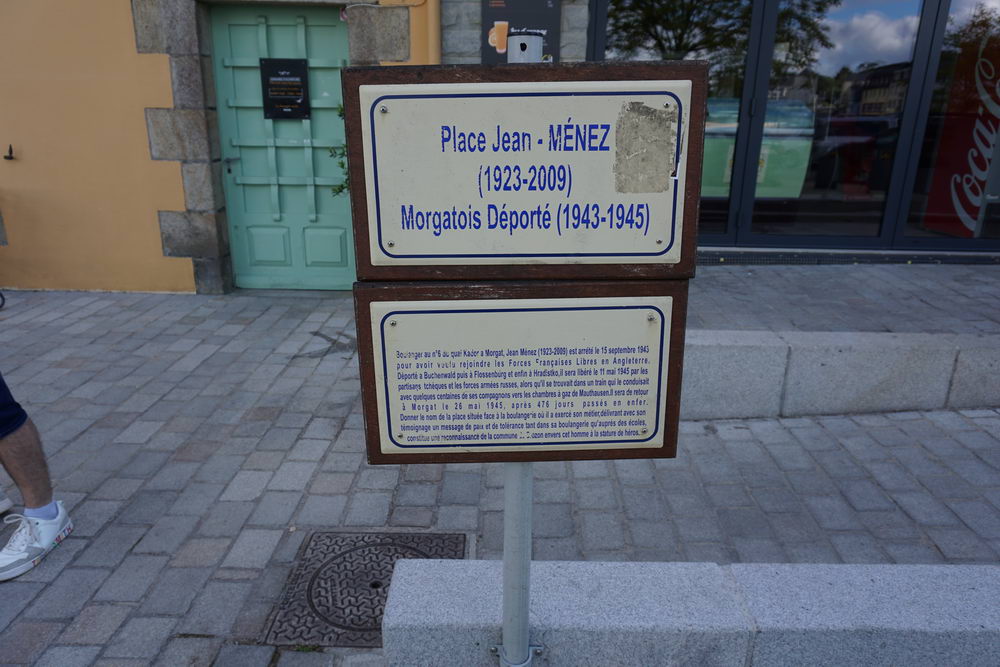 Place Jean - MÉNEZ
(1923-2009)
Morgatois Déporté (1943-1945)
Boulanger au n°6 du quai Kador a Morgat, Jean Ménez (1923-2009) est arrêté le 15 septembre 1943
pour avoir voulu rejoindre les Forces Françaises Libres en Angleterre.
Déporté a Buchenwald puis à Flossenbürg et enfin à Hradistko,il sera libéré le 11 mai 1945 par les
partisans tchèques et les forces armées russes, alors qu'il se trouvait dans un train qui le conduisait
avec quelques centaines de ses compagnons vers les chambres a gaz de Mauthausen.Il sera de retour
à Morgat le 26 mai 1945, après 476 jours passés en enfer.
Donner le nom de la place située face à la boulangerie où il a exercé son métier,délivrant avec son
témoignage un message de paix et de tolérance tant dans sa boulangerie qu'auprès des écoles,
constitue une reconnaissance de la commune de Crozon envers cet homme à la stature de héros.
Coca-C